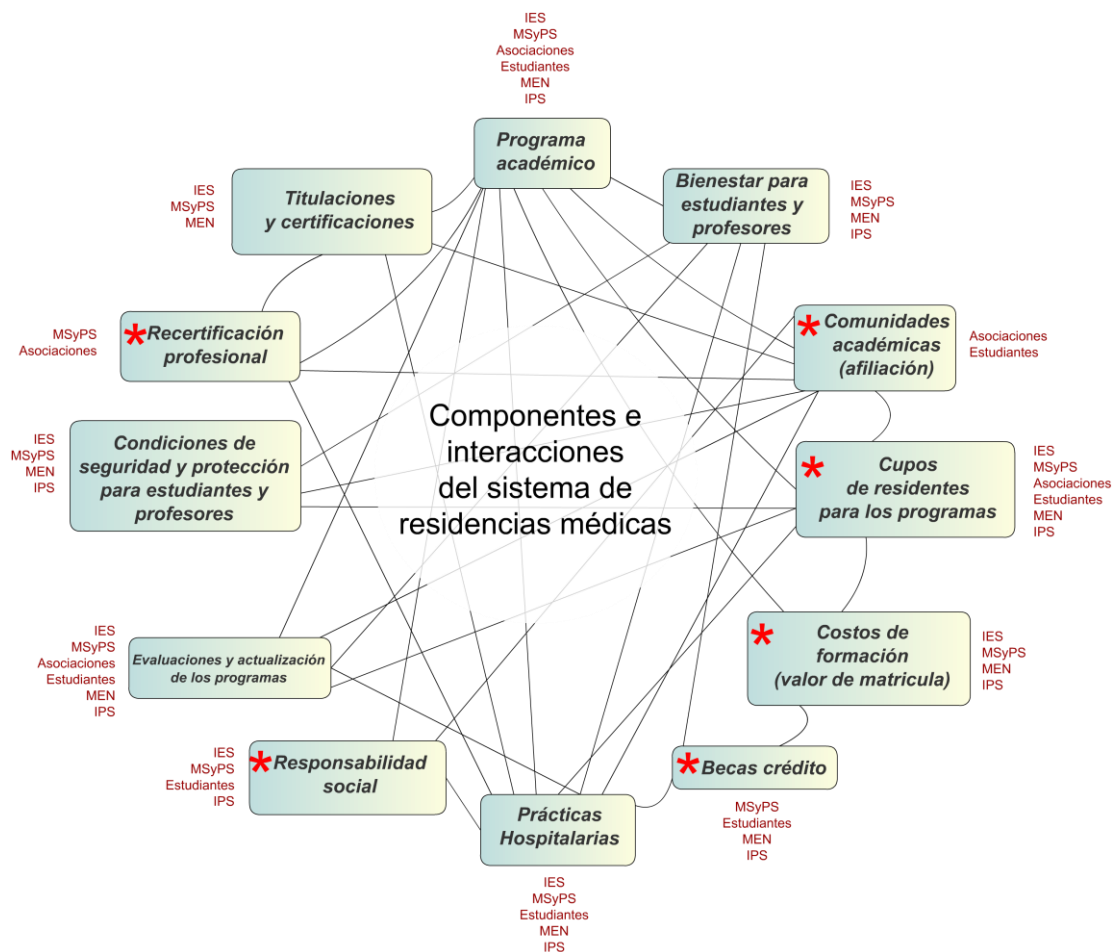 IES
MSyPS
Asociaciones
Estudiantes
MEN
IPS
Programa
académico
Bienestar para
estudiantes y
profesores
IES
MSyPS
MEN
IPS
IES
MSyPS
MEN
Titulaciones
y certificaciones
MSyPS
Asociaciones
* Recertificación
profesional
* Comunidades
académicas
(afiliación)
Asociaciones
Estudiantes
Componentes e
interacciones
del sistema de
residencias médicas
IES
MSyPS
MEN
IPS
Condiciones de
seguridad y protección
para estudiantes y
profesores
* Cupos
de residentes
para los programas
IES
MSyPS
Asociaciones
Estudiantes
MEN
IPS
IES
MSyPS
Asociaciones
Estudiantes
MEN
IPS
Evaluaciones y actualización
de los programas
* Costos de
formación
(valor de matricula)
IES
MSyPS
MEN
IPS
IES
MSyPS
Estudiantes
IPS
* Responsabilidad
social
* Becas crédito
MSyPS
Estudiantes
MEN
IPS
Prácticas
Hospitalarias
IES
MSyPS
Estudiantes
MEN
IPS